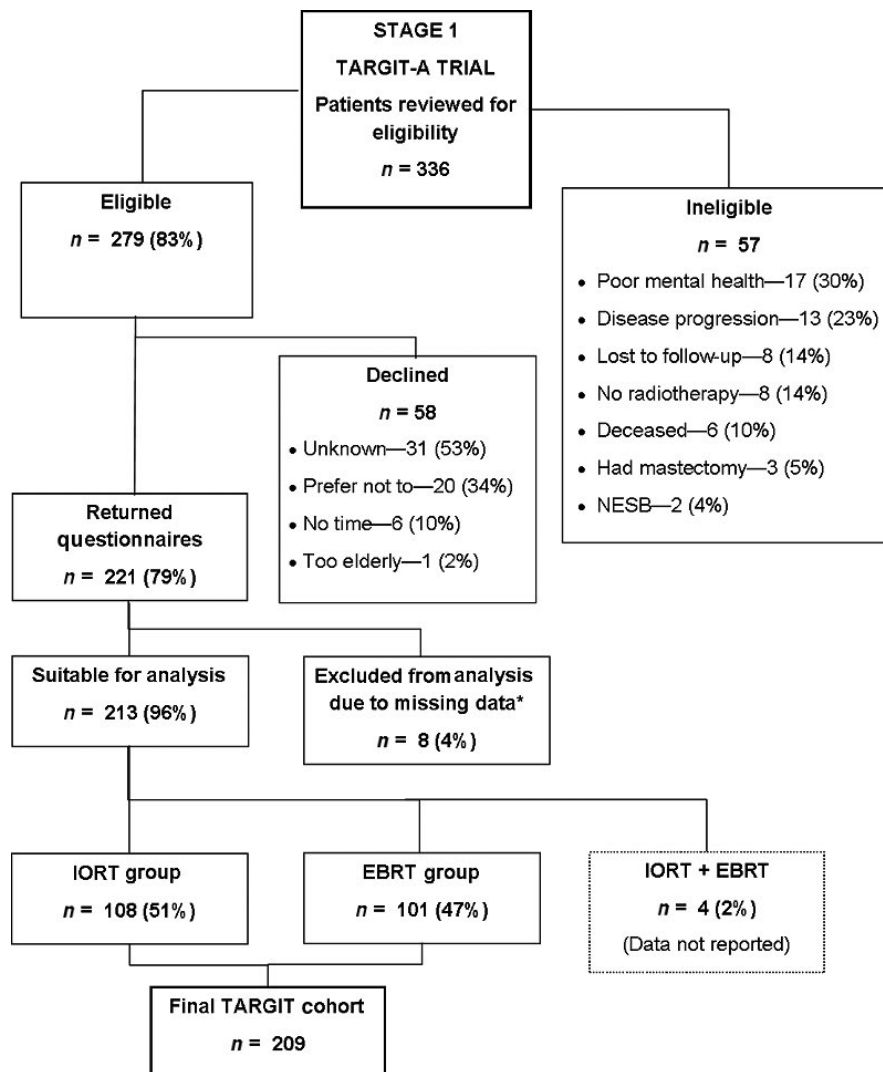 STAGE 1
TARGIT-A TRIAL
Patients reviewed for
eligibility
n = 336
Eligible
n = 279 (83%)
Ineligible
n = 57
• Poor mental health—17 (30%)
• Disease progression—13 (23%)
• Lost to follow-up—8 (14%)
• No radiotherapy—8 (14%)
• Deceased—6 (10%)
• Had mastectomy—3 (5%)
• NESB—2 (4%)
Declined
n = 58
• Unknown—31 (53%)
• Prefer not to—20 (34%)
• No time—6 (10%)
• Too elderly—1 (2%)
Returned
questionnaires
n = 221 (79%)
Suitable for analysis
n = 213 (96%)
Excluded from analysis
due to missing data*
n = 8 (4%)
IORT group
n = 108 (51%)
EBRT group
n = 101 (47%)
IORT + EBRT
n = 4 (2%)
(Data not reported)
Final TARGIT cohort
n = 209